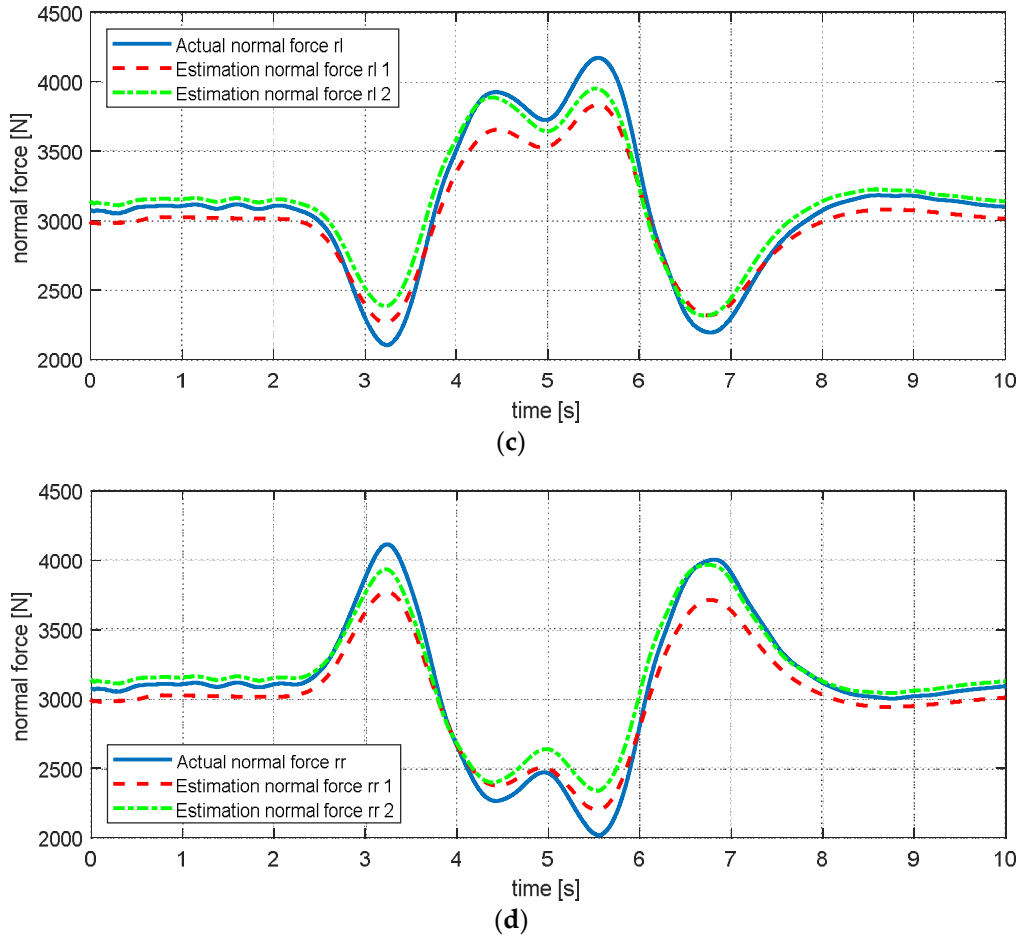 4500
Actual normal force rl
Estimation normal force rl 1
Estimation normal force rl 2
4000
3500
3000
2500
2000
normal force [N]
0 1 2 3 4 5 6 7 8 9 10
time [s]
(c)
4500
4000
3500
3000
2500
2000
normal force [N]
Actual normal force rr
Estimation normal force rr 1
Estimation normal force rr 2
0 1 2 3 4 5 6 7 8 9 10
time [s]
(d)